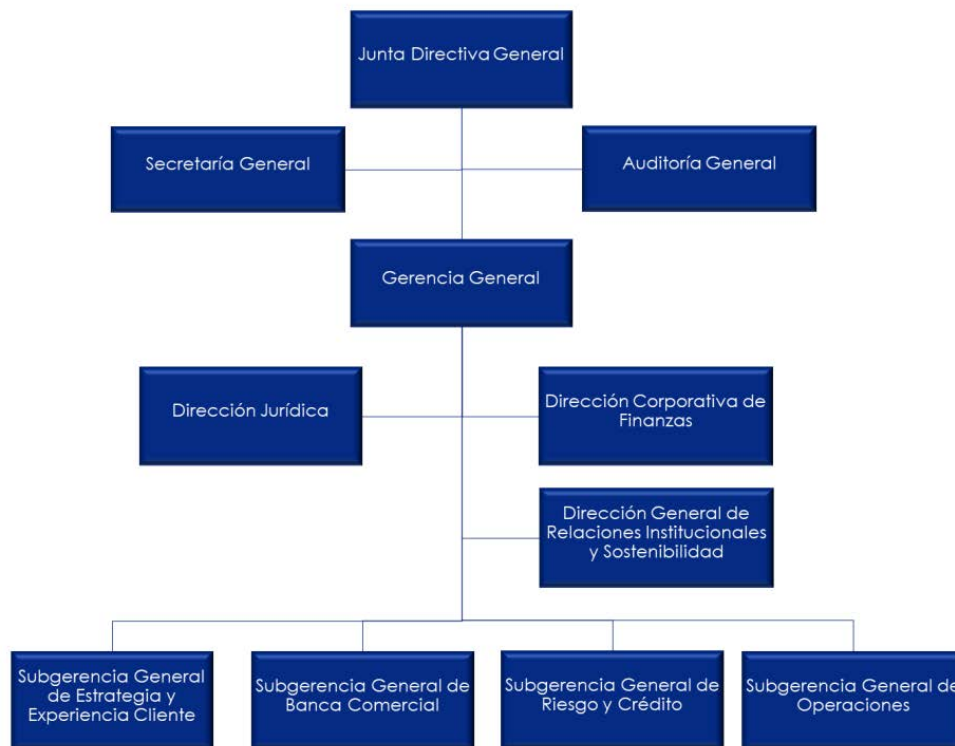 Junta Directiva General
Secretaría General
Auditoría General
Gerencia General
Dirección Jurídica
Dirección Corporativa de
Finanzas
Dirección General de
Relaciones Institucionales
y Sostenibilidad
Subgerencia General
de Estrategia y
Experiencia Cliente
Subgerencia General de
Banca Comercial
Subgerencia General de
Riesgo y Crédito
Subgerencia General de
Operaciones